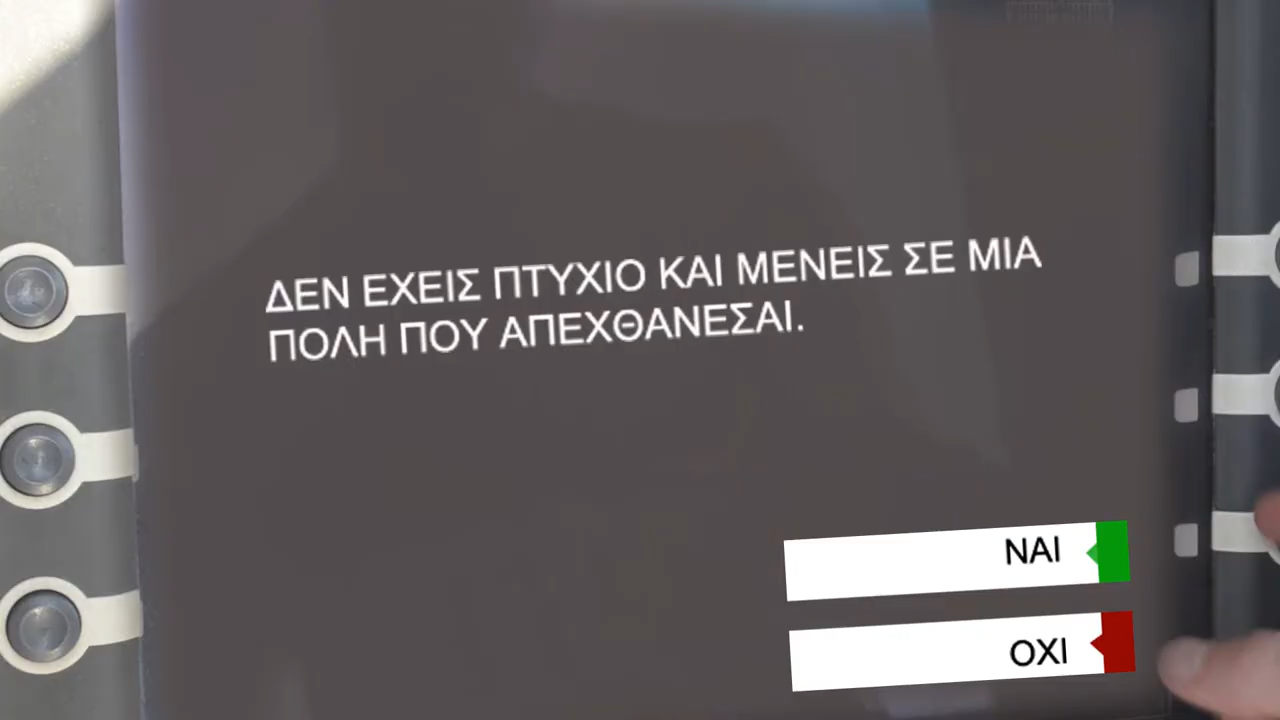 ΔΕΝ ΕΧΕΙΣ ΠΤΥΧΙΟ ΚΑΙ ΜΕΝΕΙΣ ΣΕ ΜΙΑ
ΠΟΛΗ ΠΟΥ ΑΠΕΧΘΑΝΕΣΑΙ.
ΝΑΙ
ΟΧΙ